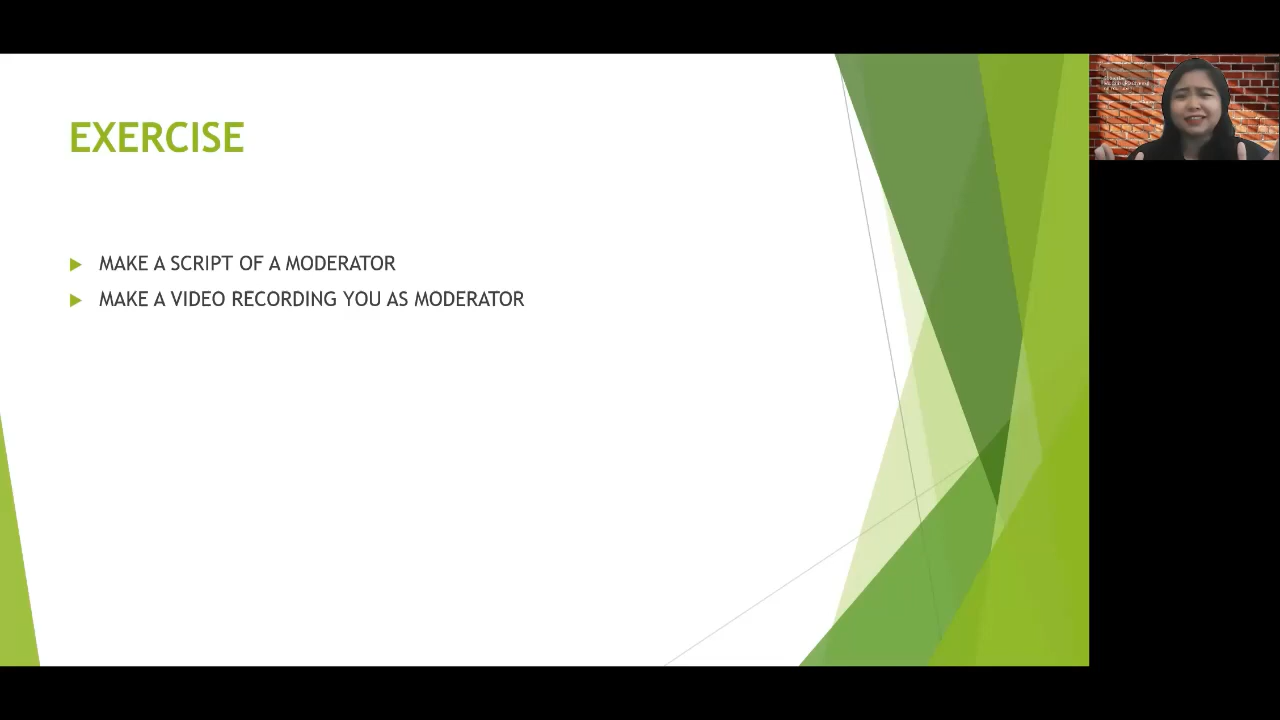 EXERCISE
MAKE A SCRIPT OF A MODERATOR
MAKE A VIDEO RECORDING YOU AS MODERATOR